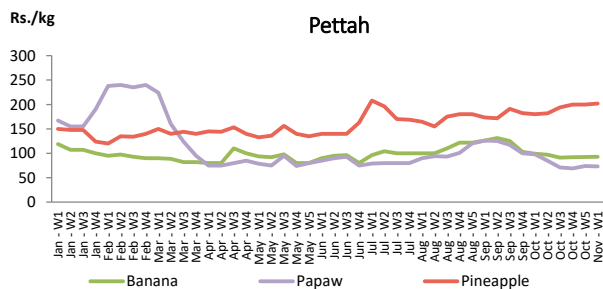 Rs./kg
Pettah
300
250
200
150
100
50
0
Jan - W1
Jan - W2
Jan - W3
Jan - W4
Feb - W1
Feb - W2
Feb - W3
Feb - W4
Mar - W1
Mar - W2
Mar - W3
Mar - W4
Apr - W1
Apr - W2
Apr - W3
Apr - W4
May - W1
May - W2
May - W3
May - W4
May - W5
Jun - W1
Jun - W2
Jun - W3
Jun - W4
Jul - W1
Jul - W2
Jul - W3
Jul - W4
Aug - W1
Aug - W2
Aug - W3
Aug - W4
Aug - W5
Sep - W1
Sep - W2
Sep - W3
Sep - W4
Oct - W1
Oct - W2
Oct - W3
Oct - W4
Oct - W5
Nov - W1
Banana
Papaw
Pineapple